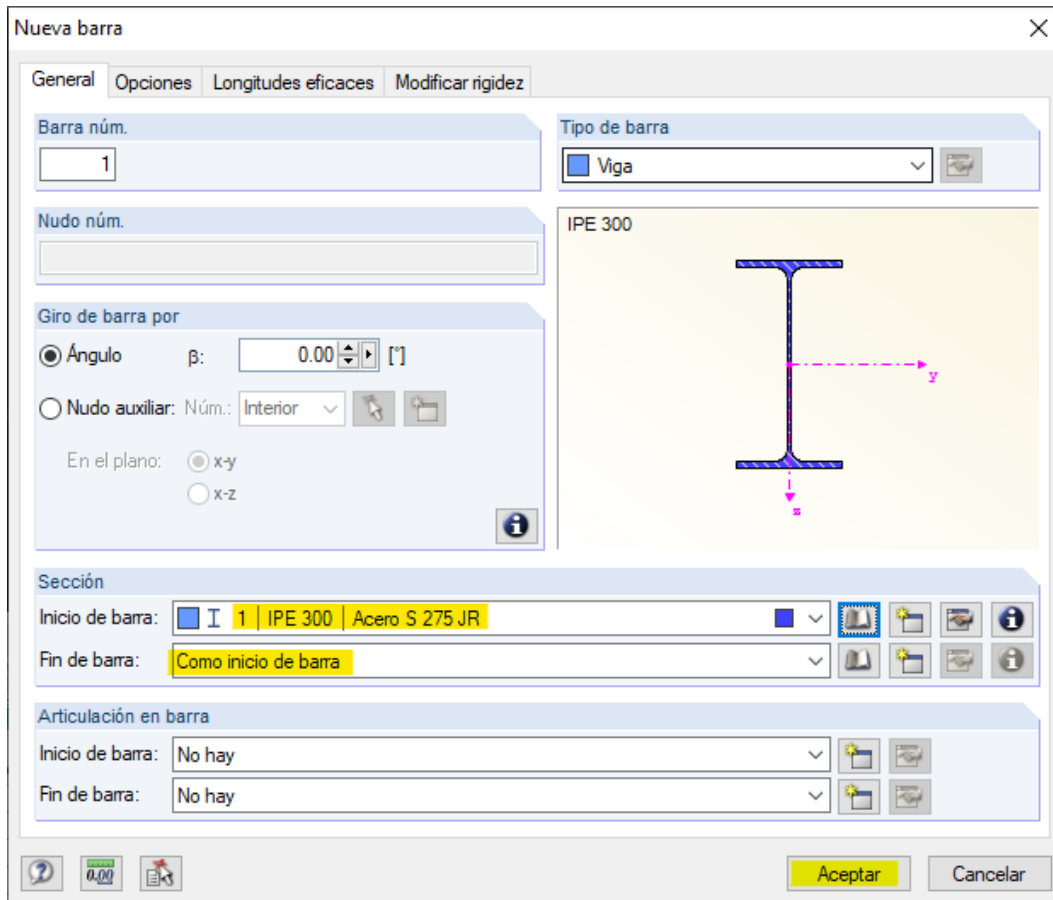 Nueva barra
General Opciones Longitudes eficaces Modificar rigidez
Barra núm.
1
Tipo de barra
Viga
Nudo núm.
IPE 300
y
z
Giro de barra por
Ángulo β: 0.00 [°]
Nudo auxiliar: Núm.: Interior
En el plano: x-y
x-z
Sección
Inicio de barra: 1 IPE 300 Acero S 275 JR
Fin de barra: Como inicio de barra
Articulación en barra
Inicio de barra: No hay
Fin de barra: No hay
0.00
Aceptar Cancelar